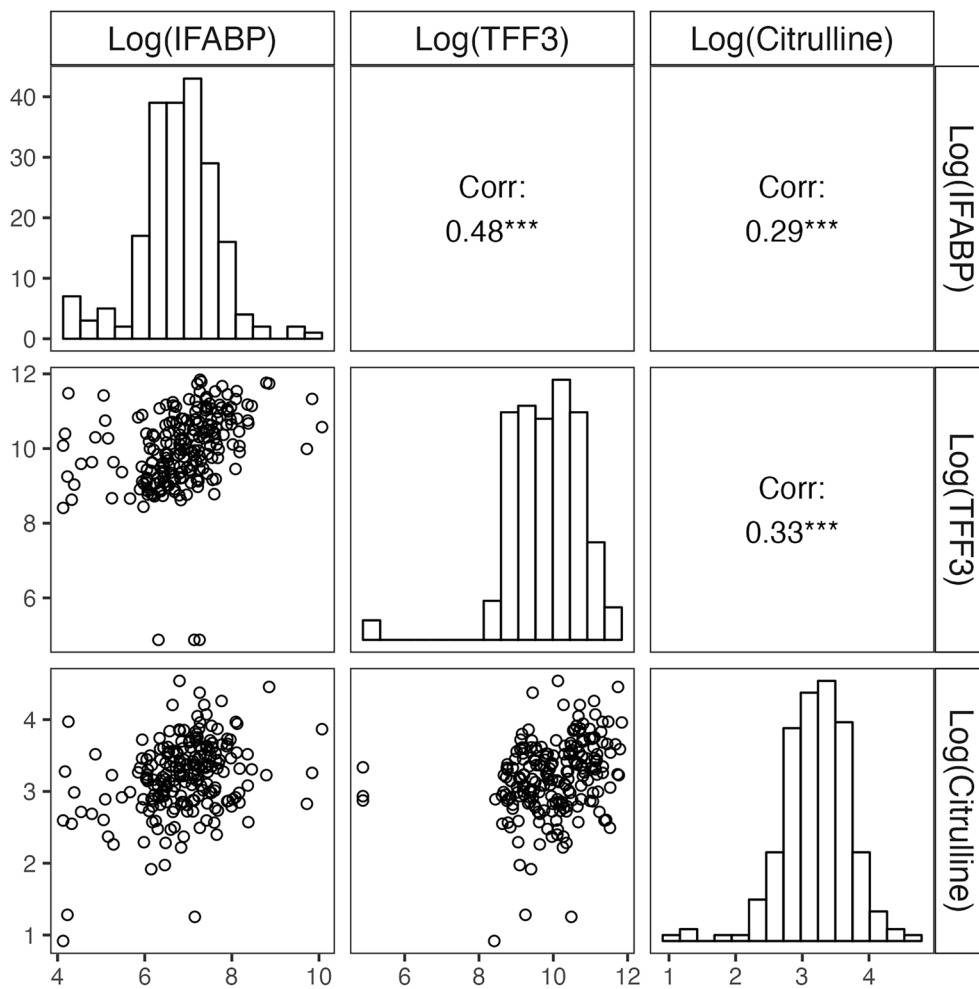 Log(IFABP) Log(TFF3) Log(Citrulline)
40
30
20
10
0
Corr:
0.48***
Corr:
0.29***
Log(IFABP)
12
10
8
6
Corr:
0.33***
Log(TFF3)
4
3
2
1
Log(Citrulline)
4 6 8 10 6 8 10 12 1 2 3 4